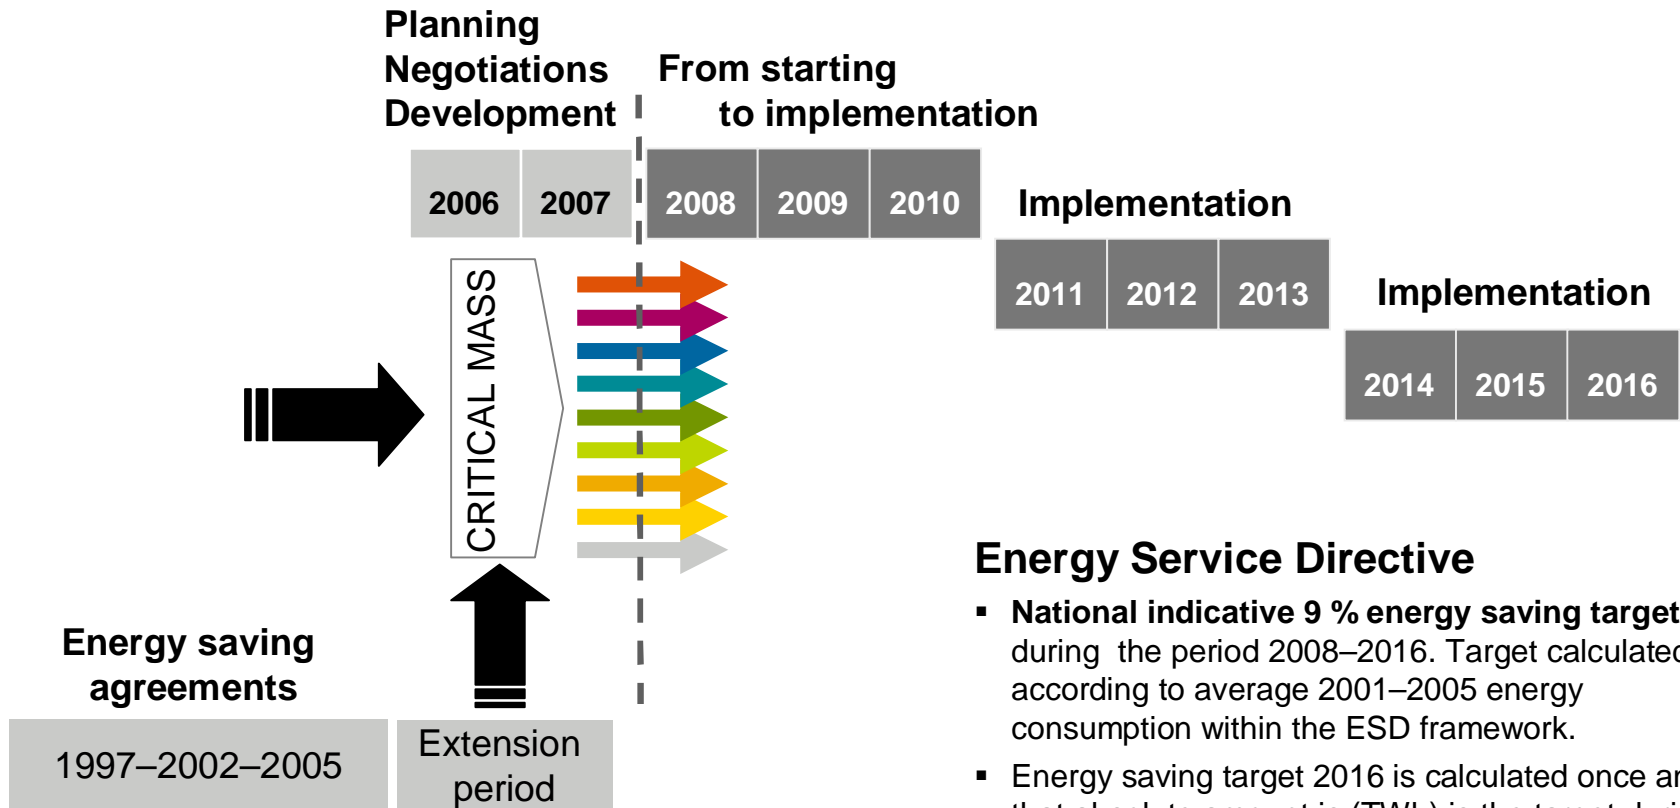 Planning
Negotiations
Development
From starting
to implementation
2006 2007 2008 2009 2010
Implementation
2011 2012 2013
Implementation
2014 2015 2016
CRITICAL MASS
Energy saving
agreements
1997–2002–2005
Extension
period
Energy Service Directive
▪ National indicative 9 % energy saving target
during the period 2008–2016. Target calculated
according to average 2001–2005 energy
consumption within the ESD framework.
▪ Energy saving target 2016 is calculated once